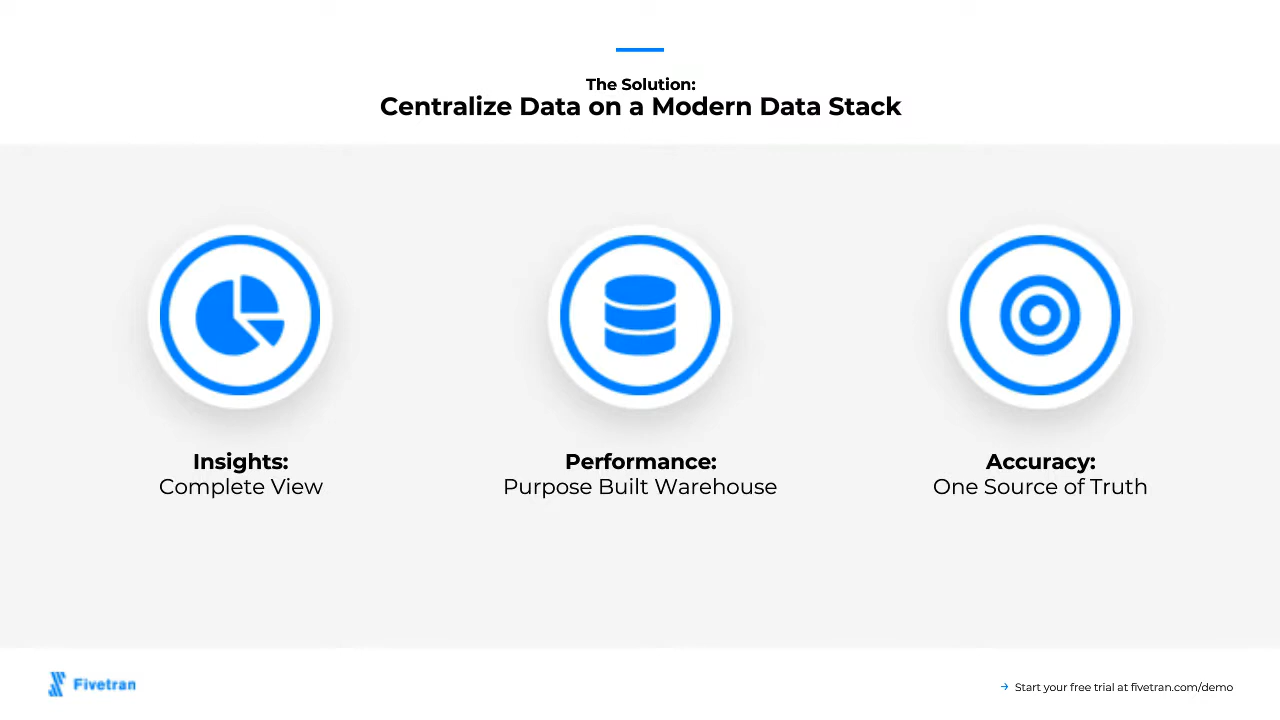 The Solution:
Centralize Data on a Modern Data Stack
Insights:
Complete View
Performance:
Purpose Built Warehouse
Accuracy:
One Source of Truth
Fivetran
→ Start your free trial at fivetran.com/demo